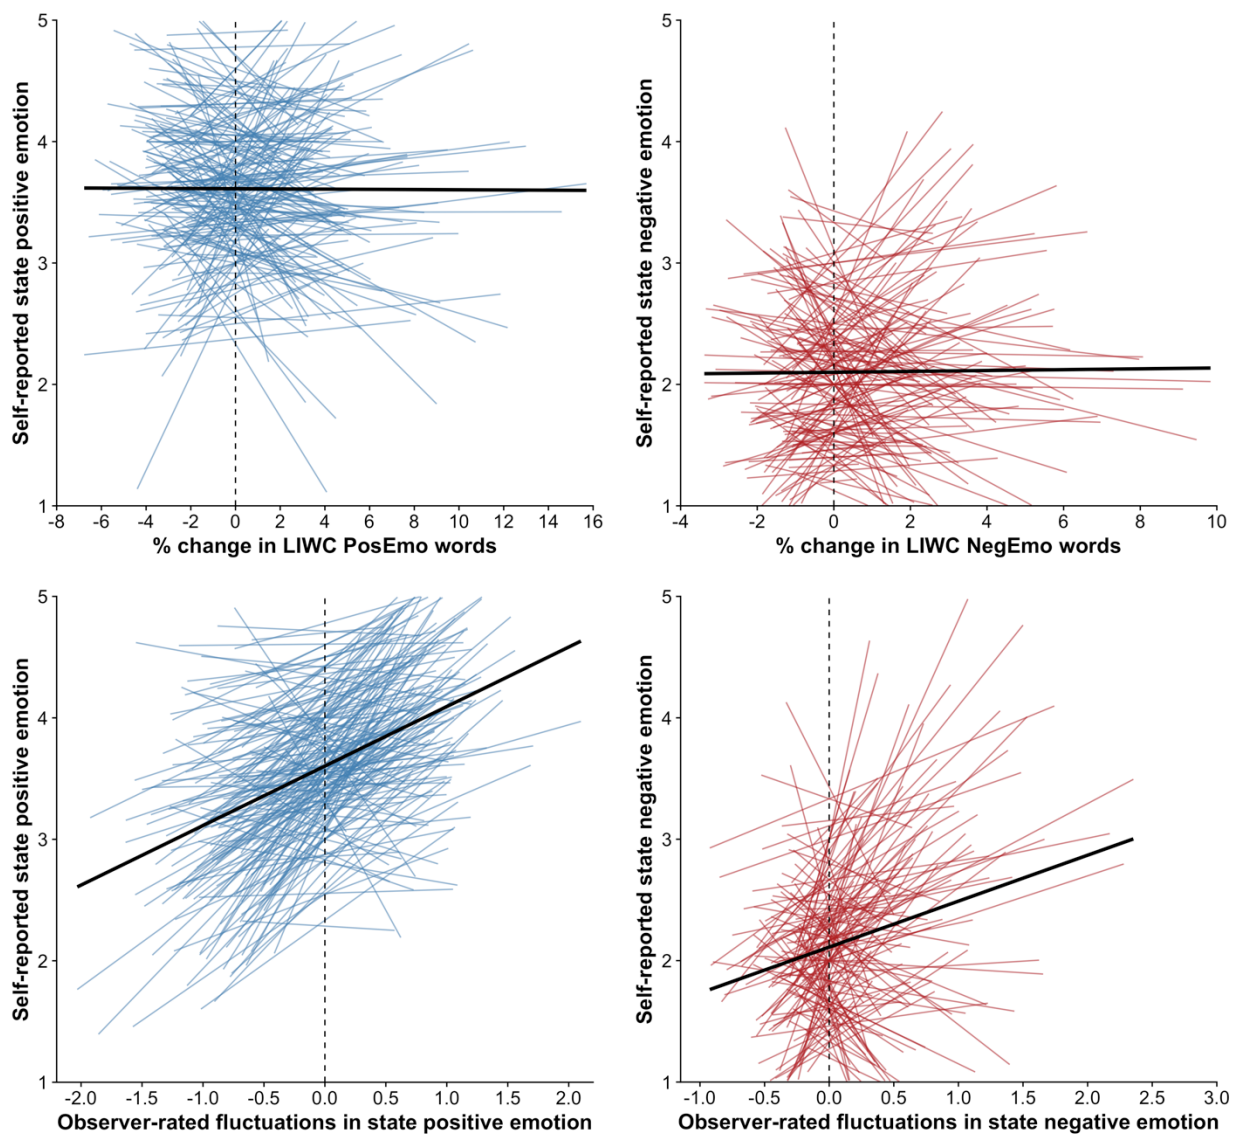 Self-reported state positive emotion
5
4
3
2
1
-8 -6 -4 -2 0 2 4 6 8 10 12 14 16
% change in LIWC PosEmo words
Self-reported state negative emotion
5
4
3
2
1
-4 -2 0 2 4 6 8 10
% change in LIWC NegEmo words
Self-reported state positive emotion
5
4
3
2
1
-2.0 -1.5 -1.0 -0.5 0.0 0.5 1.0 1.5 2.0
Observer-rated fluctuations in state positive emotion
Self-reported state negative emotion
5
4
3
2
1
-1.0 -0.5 0.0 0.5 1.0 1.5 2.0 2.5 3.0
Observer-rated fluctuations in state negative emotion